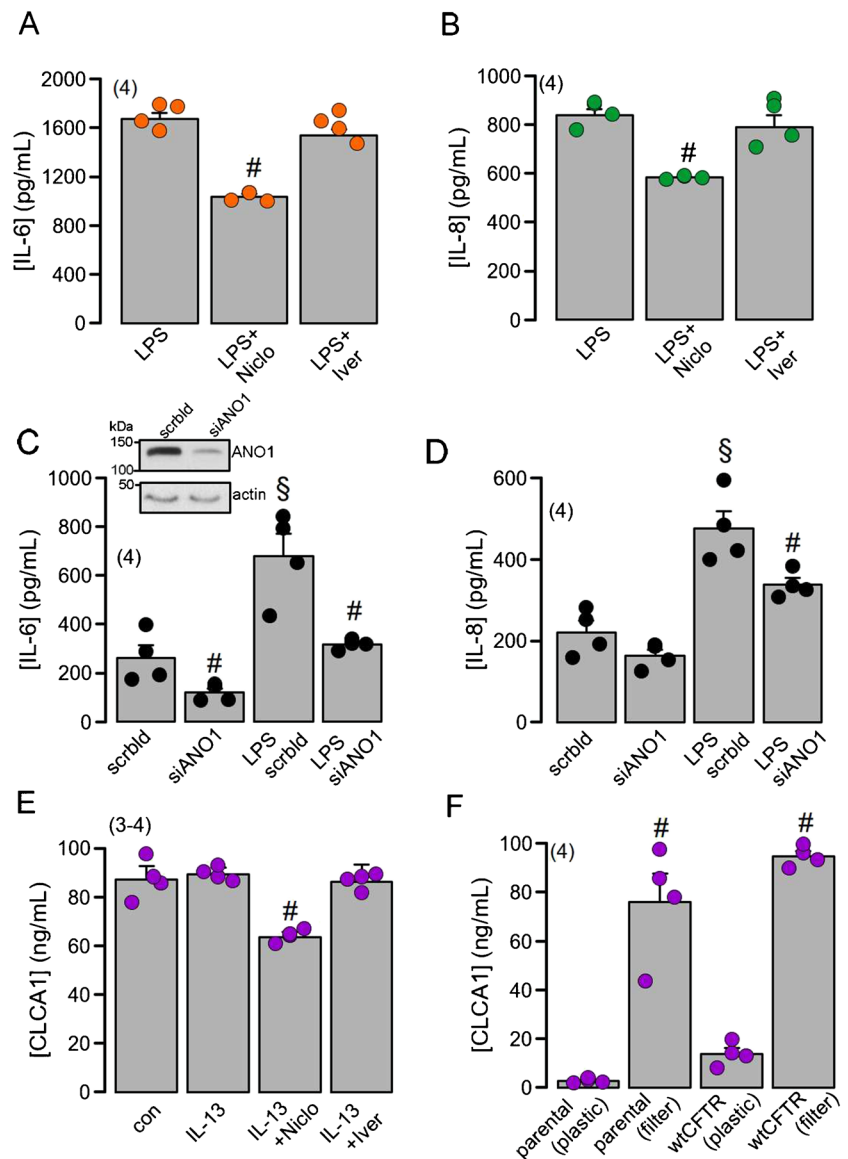 A
[IL-6] (pg/mL)
2000
1600
1200
800
400
0
(4)
#
LPS
LPS+
Niclo
LPS+
Iver
B
[IL-8] (pg/mL)
1000
800
600
400
200
0
(4)
#
LPS
LPS+
Niclo
LPS+
Iver
C
kDa
scrbld
siANO1
150
100
ANO1
50
actin
[IL-6] (pg/mL)
1000
800
600
400
200
0
(4)
#
§
#
scrbld
siANO1
LPS
scrbld
LPS
siANO1
D
[IL-8] (pg/mL)
600
400
200
0
(4)
§
#
scrbld
siANO1
LPS
scrbld
LPS
siANO1
E
[CLCA1] (ng/mL)
100
80
60
40
20
0
(3-4)
#
con
IL-13
IL-13
+Niclo
IL-13
+Iver
F
[CLCA1] (ng/mL)
100
80
60
40
20
0
(4)
#
#
parental
(plastic)
parental
(filter)
wtCFTR
(plastic)
wtCFTR
(filter)